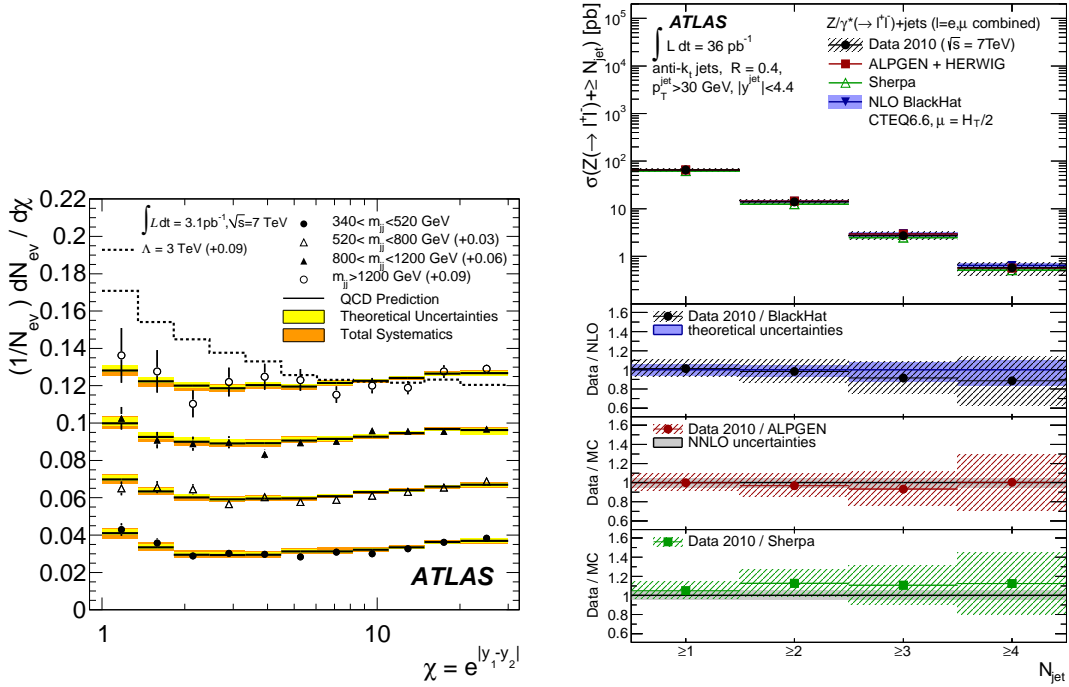 0.22
0.2
0.18
0.16
0.14
0.12
0.1
0.08
0.06
0.04
0.02
0
(1/N_ev) dN_ev / dχ
∫ L dt = 3.1pb⁻¹, √s=7 TeV
Λ = 3 TeV (+0.09)
340< m_jj <520 GeV
520< m_jj <800 GeV (+0.03)
800< m_jj <1200 GeV (+0.06)
m_jj >1200 GeV (+0.09)
QCD Prediction
Theoretical Uncertainties
Total Systematics
ATLAS
1
10
χ = e^|y_1-y_2|
σ(Z(→ l⁺l⁻)+≥ N_jet) [pb]
10⁵
10⁴
10³
10²
10
1
ATLAS
∫ L dt = 36 pb⁻¹
anti-k_t jets, R = 0.4,
p_T^jet >30 GeV, |y^jet|<4.4
Z/γ*(→ l⁺l⁻)+jets (l=e,μ combined)
Data 2010 (√s = 7TeV)
ALPGEN + HERWIG
Sherpa
NLO BlackHat
CTEQ6.6, μ = H_T/2
Data / NLO
1.6
1.4
1.2
1
0.8
0.6
Data 2010 / BlackHat
theoretical uncertainties
Data / MC
1.6
1.4
1.2
1
0.8
0.6
Data 2010 / ALPGEN
NNLO uncertainties
Data / MC
1.6
1.4
1.2
1
0.8
0.6
Data 2010 / Sherpa
≥1
≥2
≥3
≥4
N_jet